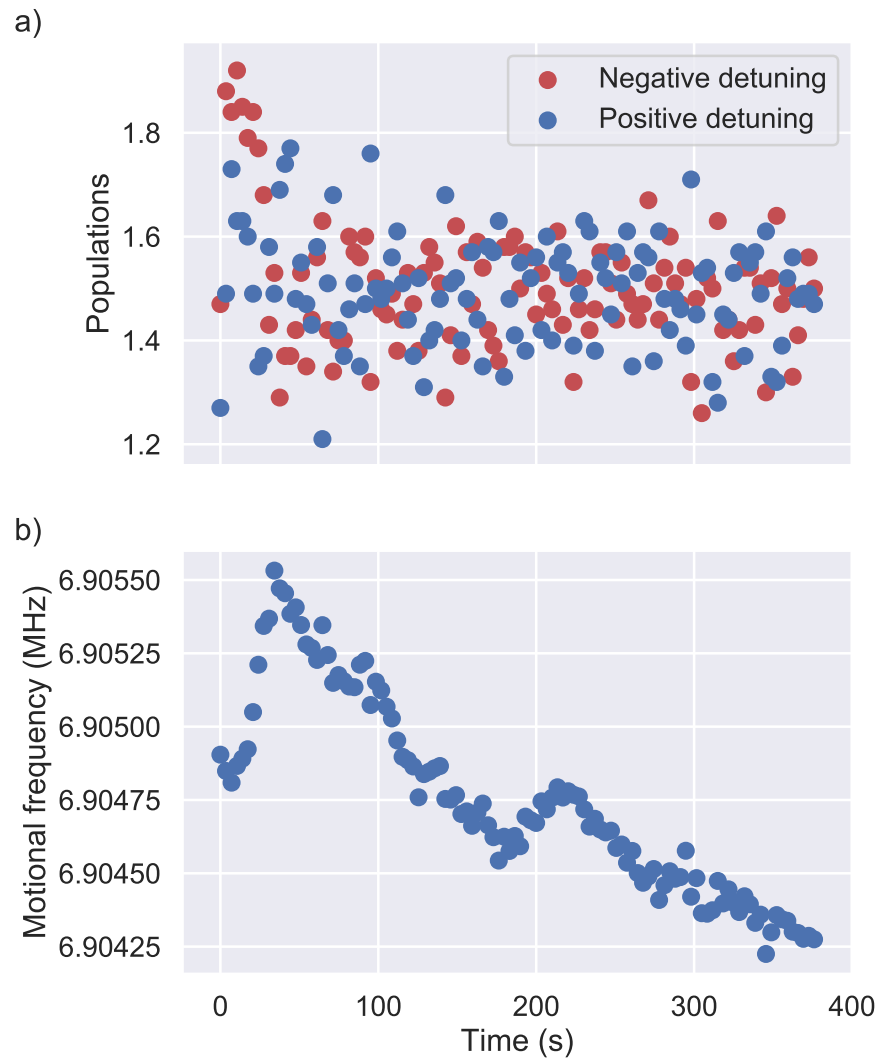 a)
Negative detuning
Positive detuning
1.8
1.6
1.4
1.2
Populations
b)
6.90550
6.90525
6.90500
6.90475
6.90450
6.90425
Motional frequency (MHz)
0 100 200 300 400
Time (s)